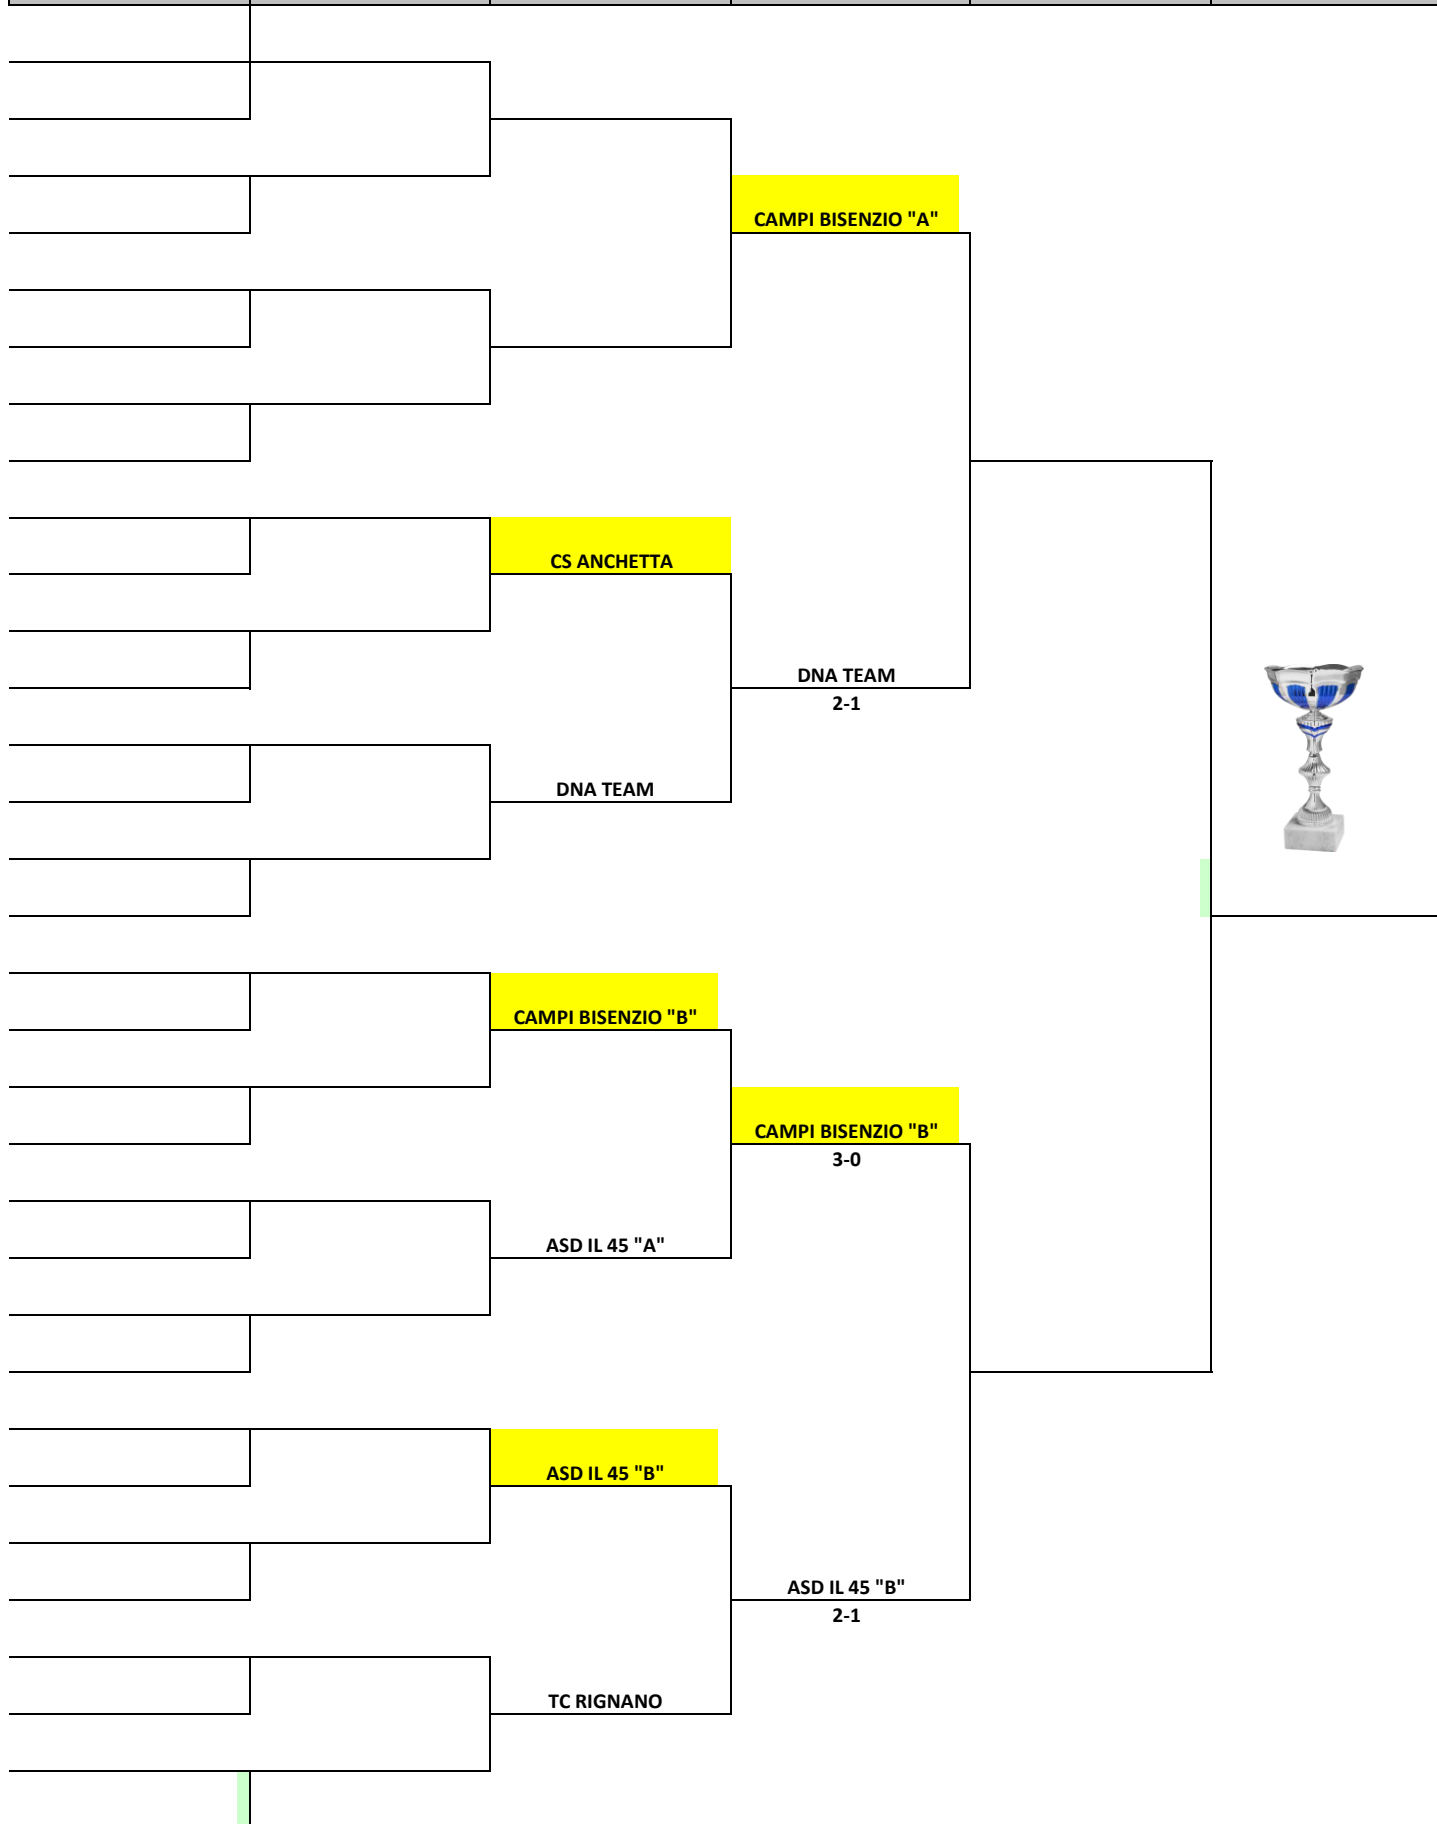 CAMPI BISENZIO "A"
CS ANCHETTA
DNA TEAM
2-1
DNA TEAM
CAMPI BISENZIO "B"
CAMPI BISENZIO "B"
3-0
ASD IL 45 "A"
ASD IL 45 "B"
ASD IL 45 "B"
2-1
TC RIGNANO